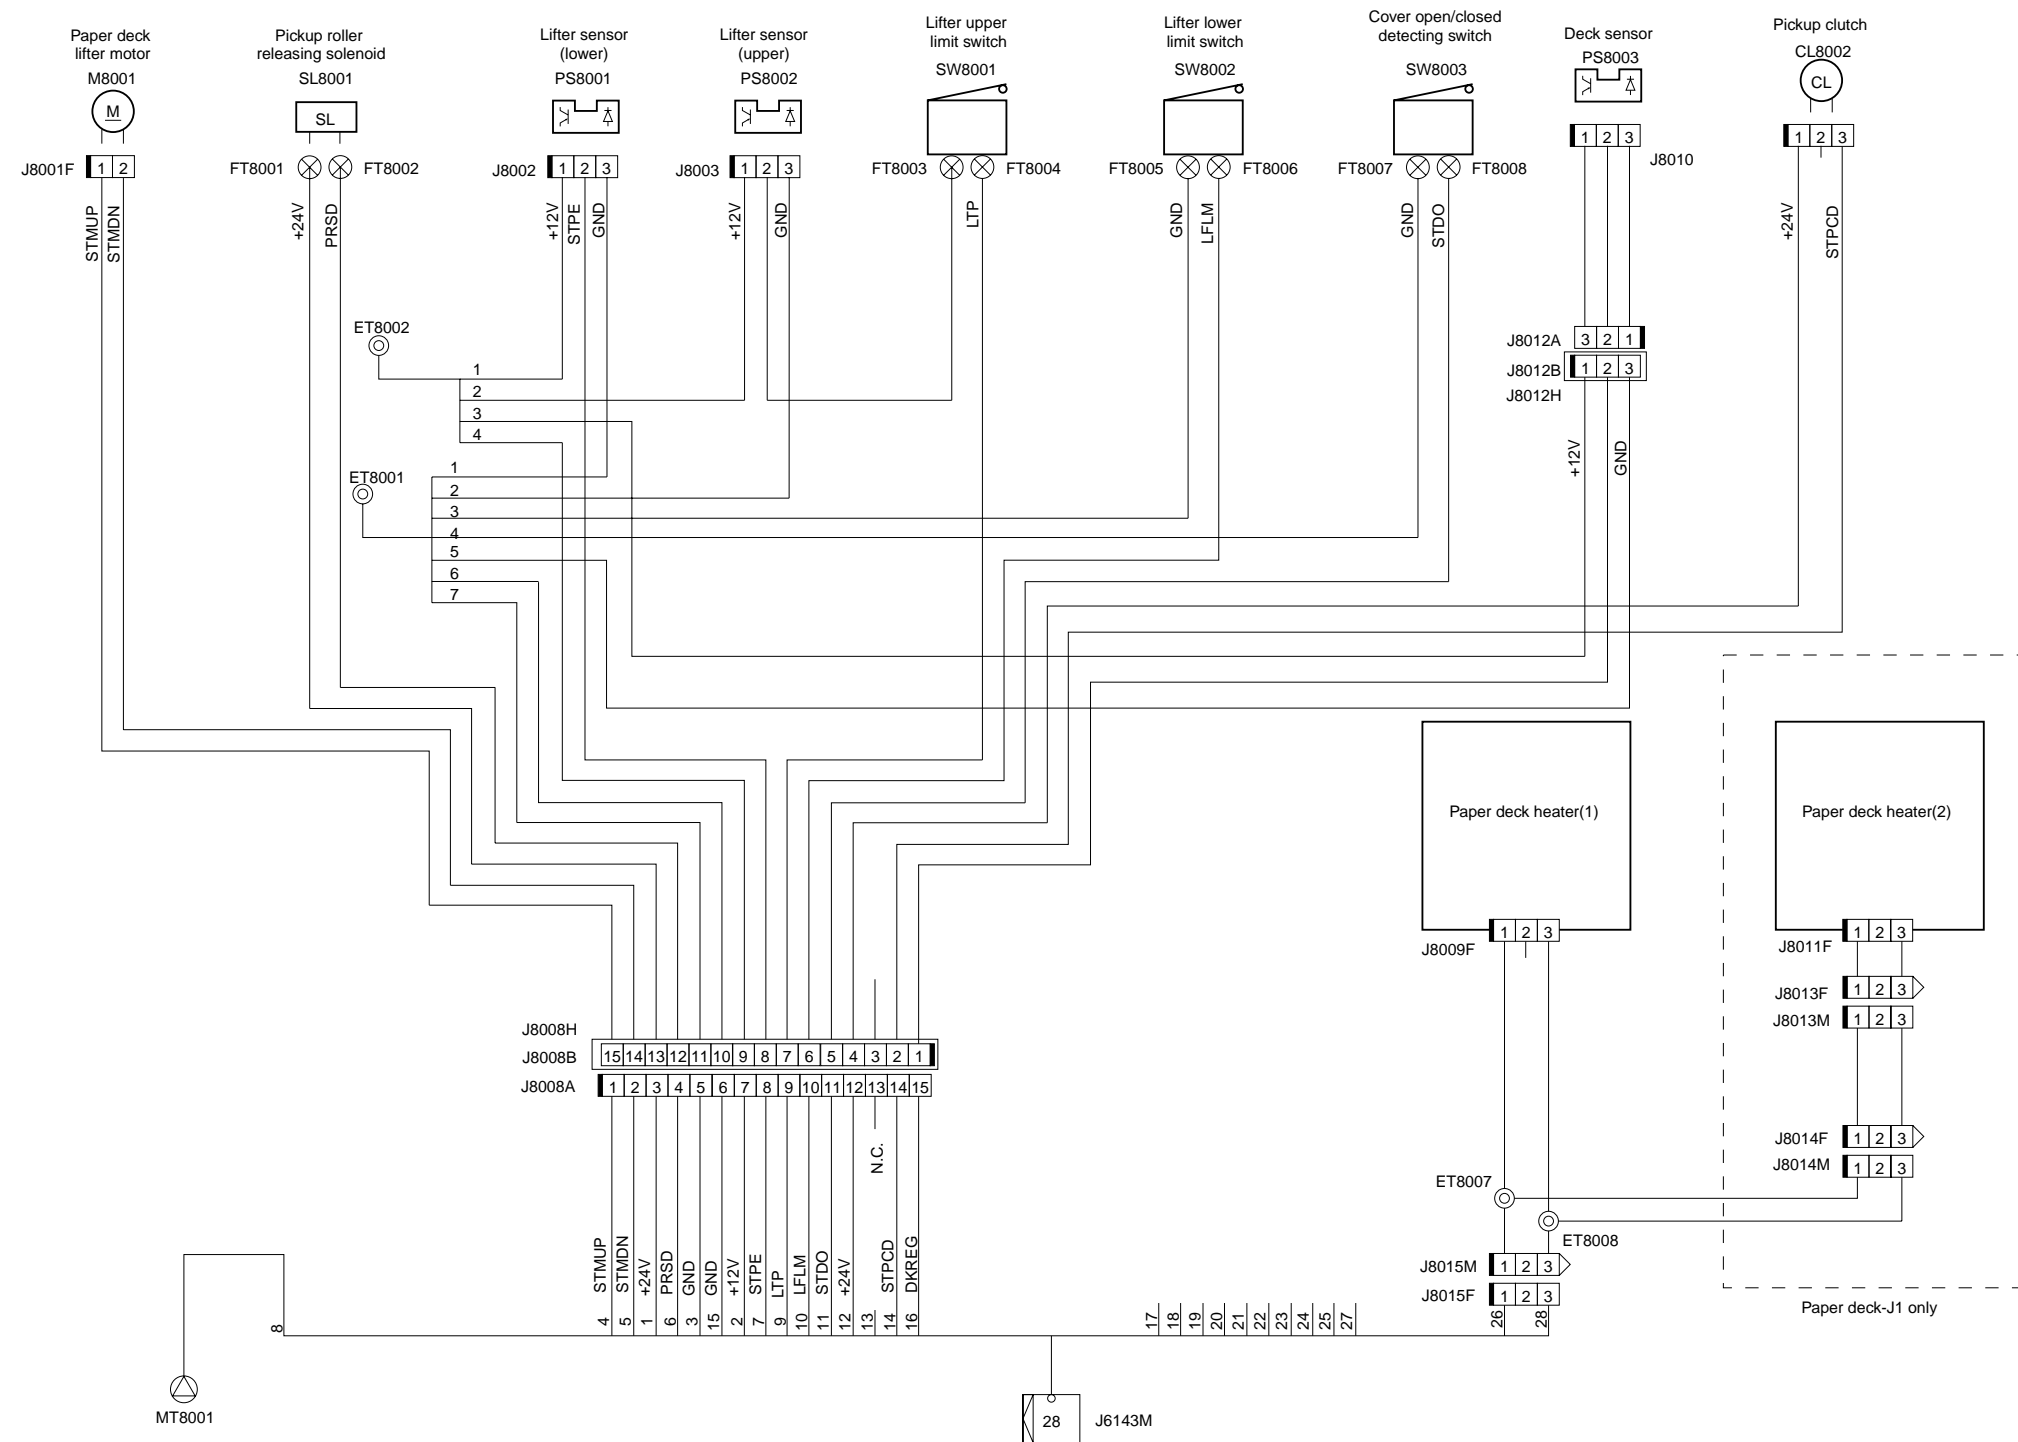 Paper deck
lifter motor
M8001
M
J8001F
1 2
STMUP
STMDN
Pickup roller
releasing solenoid
SL8001
SL
FT8001
FT8002
+24V
PRSD
Lifter sensor
(lower)
PS8001
J8002
1 2 3
+12V
STPE
GND
Lifter sensor
(upper)
PS8002
J8003
1 2 3
+12V
GND
Lifter upper
limit switch
SW8001
FT8003
FT8004
LTP
Lifter lower
limit switch
SW8002
FT8005
FT8006
GND
LFLM
Cover open/closed
detecting switch
SW8003
FT8007
FT8008
GND
STDO
Deck sensor
PS8003
1 2 3
J8010
J8012A
3 2 1
J8012B
1 2 3
J8012H
+12V
GND
Pickup clutch
CL8002
CL
1 2 3
+24V
STPCD
ET8002
1
2
3
4
ET8001
1
2
3
4
5
6
7
Paper deck heater(1)
J8009F
1 2 3
Paper deck heater(2)
J8011F
1 2 3
J8013F
1 2 3
J8013M
1 2 3
J8014F
1 2 3
J8014M
1 2 3
ET8007
ET8008
J8015M
1 2 3
J8015F
1 2 3
Paper deck-J1 only
J8008H
J8008B
15 14 13 12 11 10 9 8 7 6 5 4 3 2 1
J8008A
1 2 3 4 5 6 7 8 9 10 11 12 13 14 15
N.C.
STMUP
STMDN
+24V
PRSD
GND
GND
+12V
STPE
LTP
LFLM
STDO
+24V
STPCD
DKREG
8
4 5 1 6 3 15 2 7 9 10 11 12 13 14 16
17 18 19 20 21 22 23 24 25 27
26 28
MT8001
28
J6143M